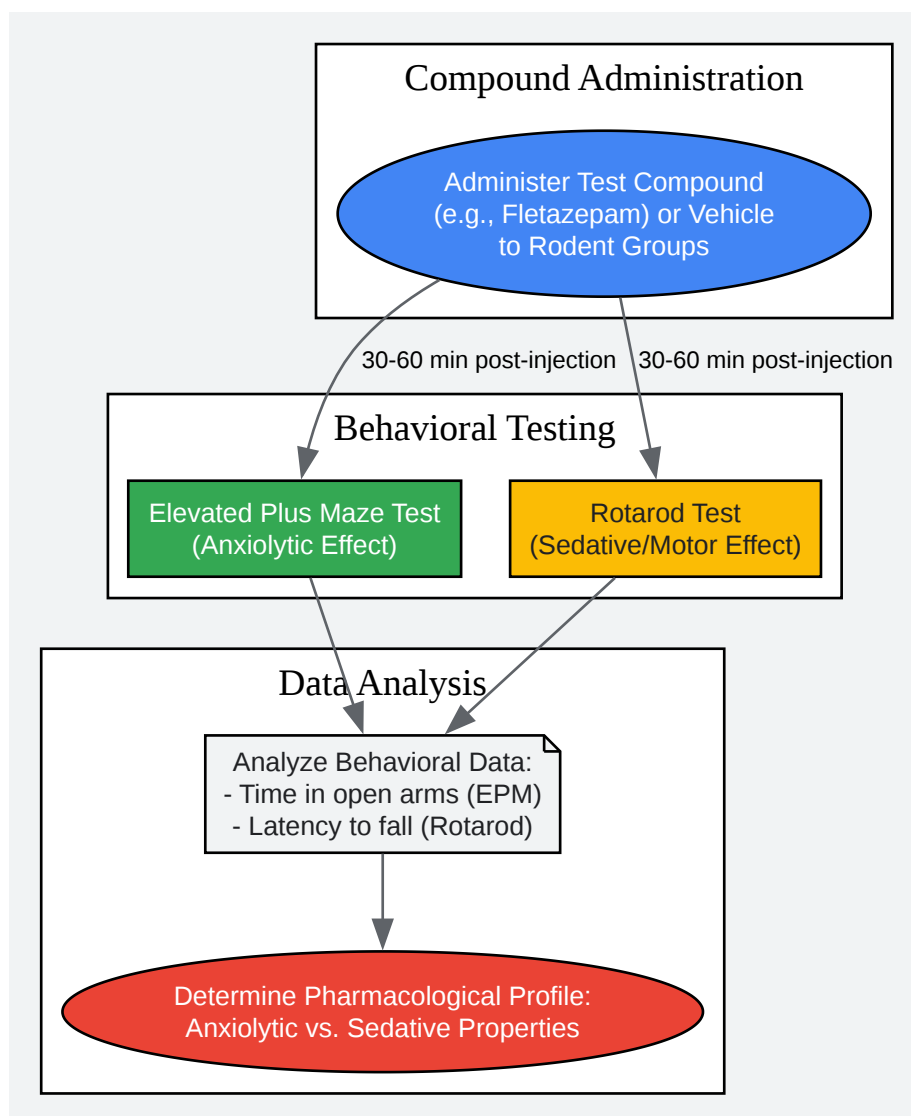 Compound Administration
Administer Test Compound
(e.g., Fletazepam) or Vehicle
to Rodent Groups
30-60 min post-injection
30-60 min post-injection
Behavioral Testing
Elevated Plus Maze Test
(Anxiolytic Effect)
Rotarod Test
(Sedative/Motor Effect)
Data Analysis
Analyze Behavioral Data:
- Time in open arms (EPM)
- Latency to fall (Rotarod)
Determine Pharmacological Profile:
Anxiolytic vs. Sedative Properties